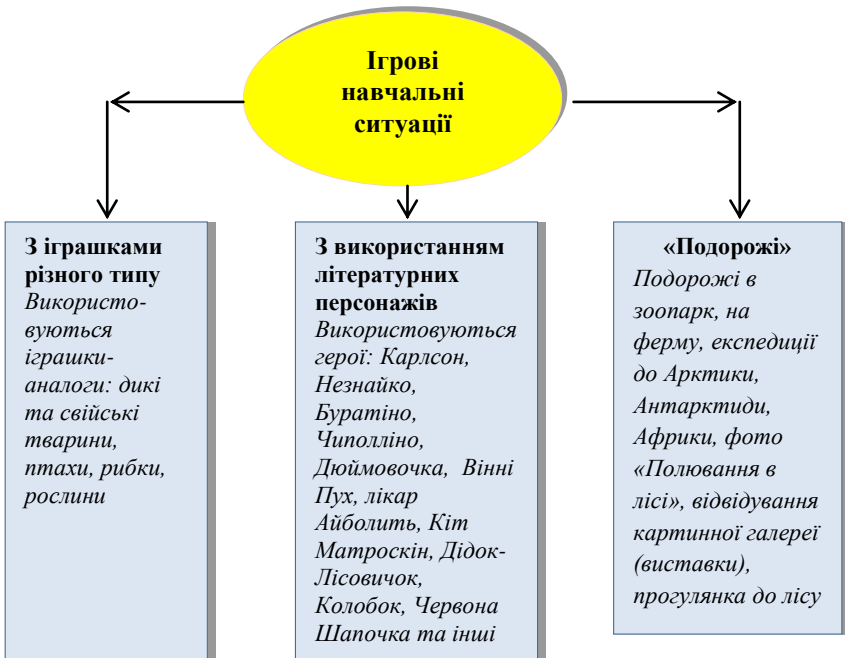 Ігрові
навчальні
ситуації
З іграшками
різного типу
Використо-
вуються
іграшки-
аналоги: дикі
та свійські
тварини,
птахи, рибки,
рослини
З використанням
літературних
персонажів
Використовуються
герої: Карлсон,
Незнайко,
Буратіно,
Чиполліно,
Дюймовочка, Вінні
Пух, лікар
Айболить, Кіт
Матроскін, Дідок-
Лісовичок,
Колобок, Червона
Шапочка та інші
«Подорожі»
Подорожі в
зоопарк, на
ферму, експедиції
до Арктики,
Антарктиди,
Африки, фото
«Полювання в
лісі», відвідування
картинної галереї
(виставки),
прогулянка до лісу